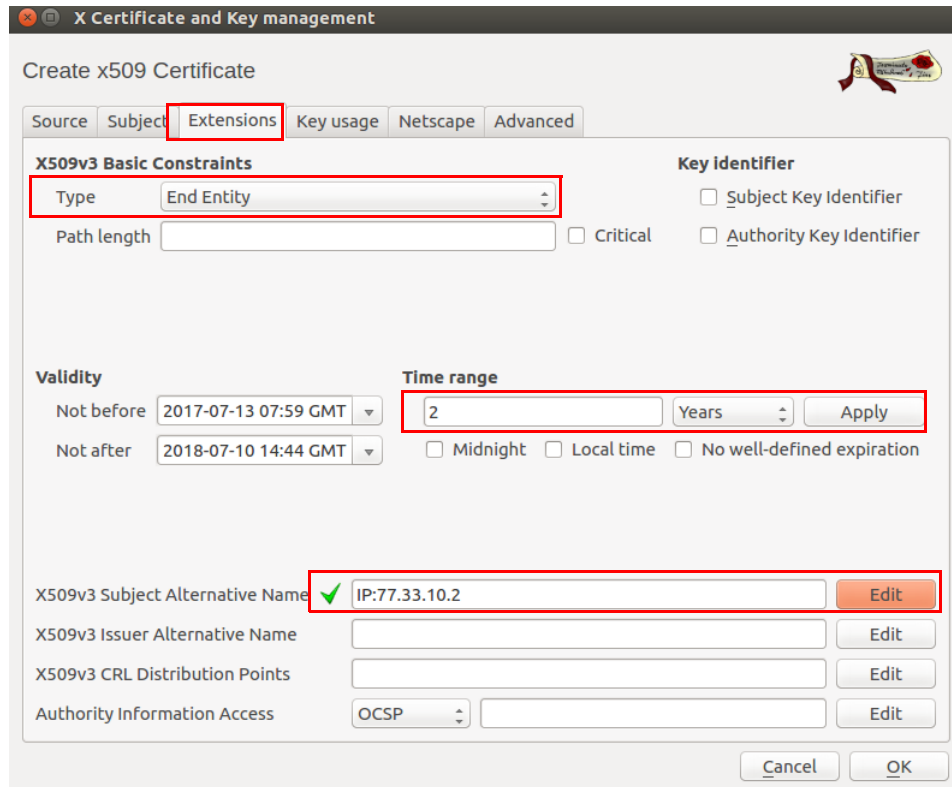 X Certificate and Key management
Create x509 Certificate
Source Subject Extensions Key usage Netscape Advanced
X509v3 Basic Constraints Key identifier
Type End Entity Subject Key Identifier
Path length Critical Authority Key Identifier
Validity Time range
Not before 2017-07-13 07:59 GMT 2 Years Apply
Not after 2018-07-10 14:44 GMT Midnight Local time No well-defined expiration
X509v3 Subject Alternative Name IP:77.33.10.2 Edit
X509v3 Issuer Alternative Name Edit
X509v3 CRL Distribution Points Edit
Authority Information Access OCSP Edit
Cancel OK